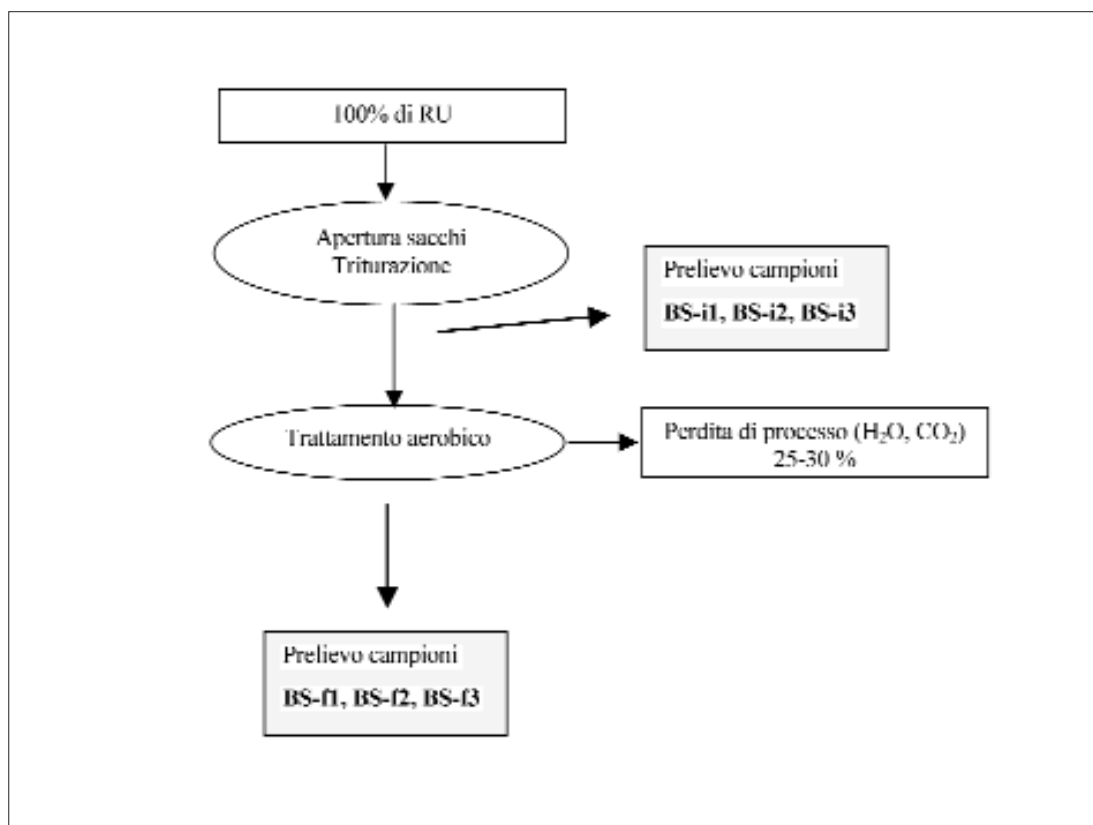 100% di RU
Apertura sacchi
Triturazione
Prelievo campioni
BS-i1, BS-i2, BS-i3
Trattamento aerobico
Perdita di processo (H₂O, CO₂)
25-30 %
Prelievo campioni
BS-f1, BS-f2, BS-f3